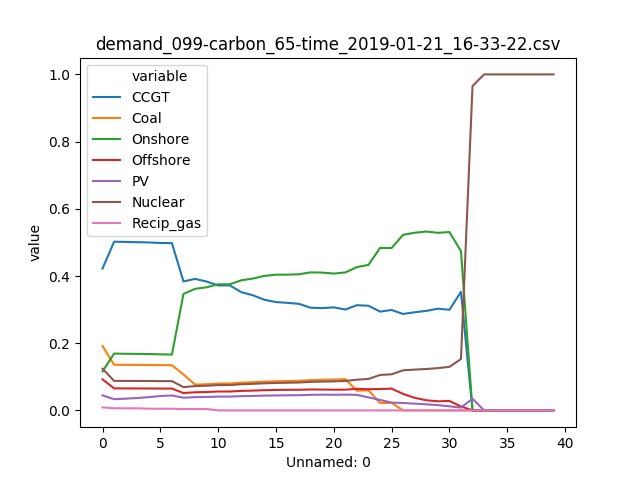 demand_099-carbon_65-time_2019-01-21_16-33-22.csv
variable
CCGT
Coal
Onshore
Offshore
PV
Nuclear
Recip_gas
value
1.0
0.8
0.6
0.4
0.2
0.0
0 5 10 15 20 25 30 35 40
Unnamed: 0